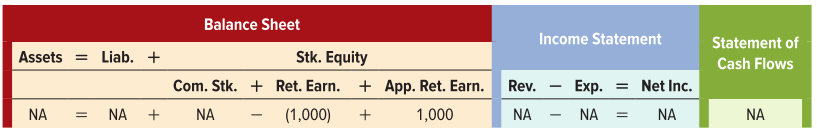 Balance Sheet
Income Statement
Statement of
Cash Flows
Assets = Liab. + Stk. Equity
Com. Stk. + Ret. Earn. + App. Ret. Earn. Rev. − Exp. = Net Inc.
NA = NA + NA − (1,000) + 1,000 NA − NA = NA NA